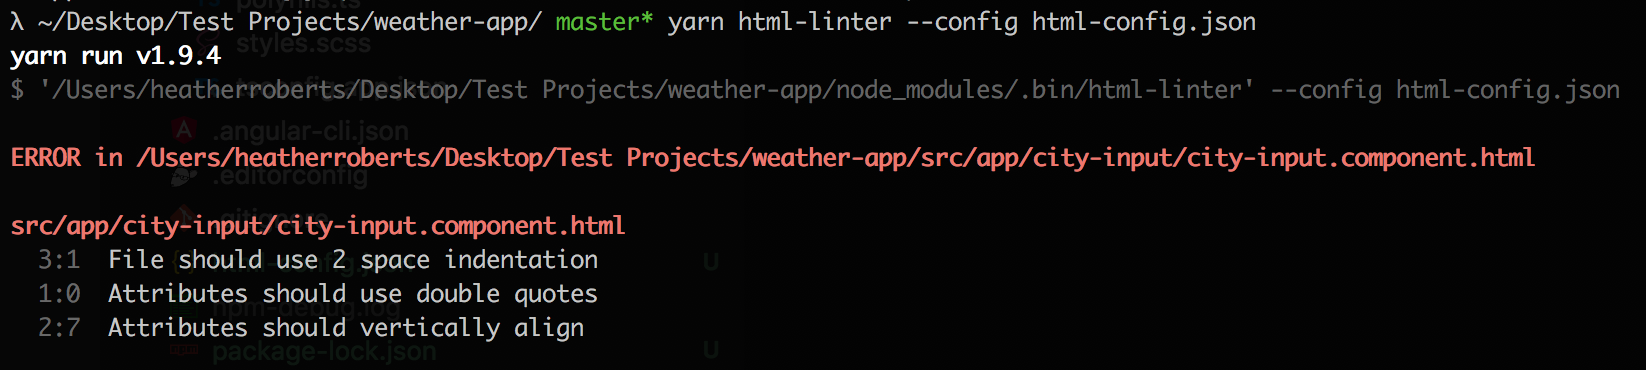 polyfills.ts
λ ~/Desktop/Test Projects/weather-app/ master* yarn html-linter --config html-config.json
styles.scss
yarn run v1.9.4
$ '/Users/heatherroberts/Desktop/Test Projects/weather-app/node_modules/.bin/html-linter' --config html-config.json
.angular-cli.json
ERROR in /Users/heatherroberts/Desktop/Test Projects/weather-app/src/app/city-input/city-input.component.html
.editorconfig
.gitignore
src/app/city-input/city-input.component.html
3:1 File should use 2 space indentation
U
1:0 Attributes should use double quotes
npm-debug.log
2:7 Attributes should vertically align
package-lock.json U